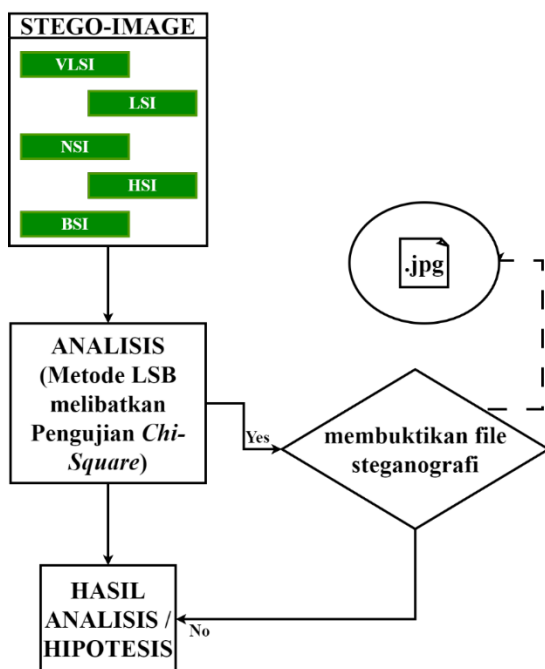 STEGO-IMAGE
VLSI
LSI
NSI
HSI
BSI
.jpg
ANALISIS
(Metode LSB
melibatkan
Pengujian Chi-
Square)
Yes
membuktikan file
steganografi
HASIL
ANALISIS /
HIPOTESIS
No